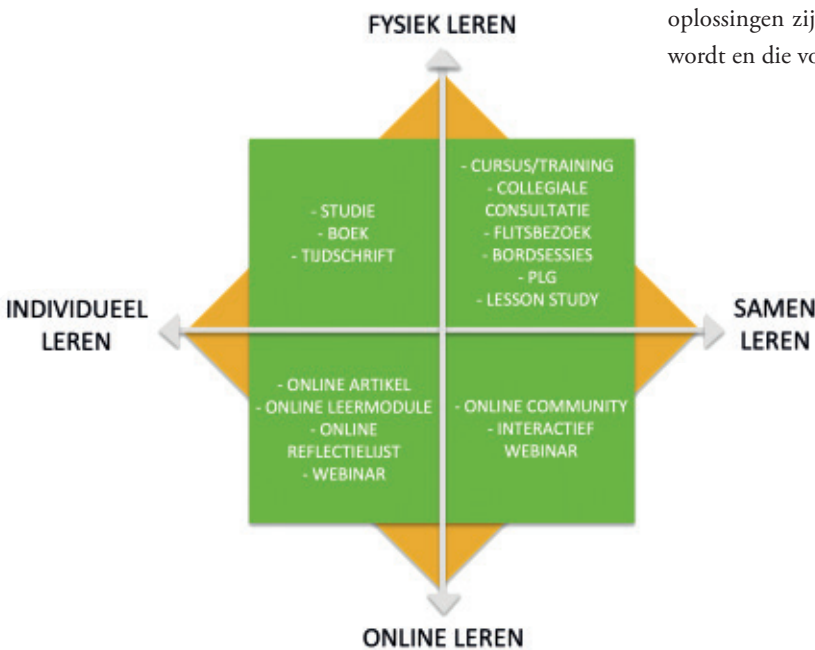 oplossingen zij
wordt en die vo
FYSIEK LEREN
- STUDIE
- BOEK
- TIJDSCHRIFT
- CURSUS/TRAINING
- COLLEGIALE
CONSULTATIE
- FLITSBEZOEK
- BORDSESSIES
- PLG
- LESSON STUDY
INDIVIDUEEL
LEREN
SAMEN
LEREN
- ONLINE ARTIKEL
- ONLINE LEERMODULE
- ONLINE
REFLECTIELIJST
- WEBINAR
- ONLINE COMMUNITY
- INTERACTIEF
WEBINAR
ONLINE LEREN